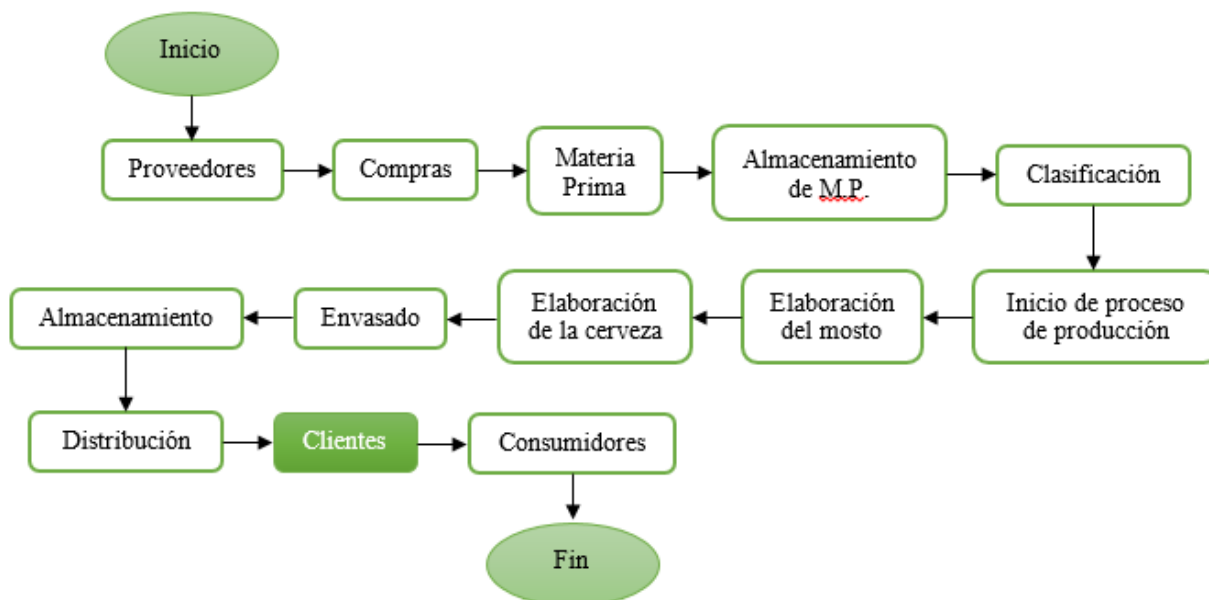 Inicio
Proveedores
Compras
Materia
Prima
Almacenamiento
de M.P.
Clasificación
Inicio de proceso
de producción
Elaboración
del mosto
Elaboración
de la cerveza
Envasado
Almacenamiento
Distribución
Clientes
Consumidores
Fin